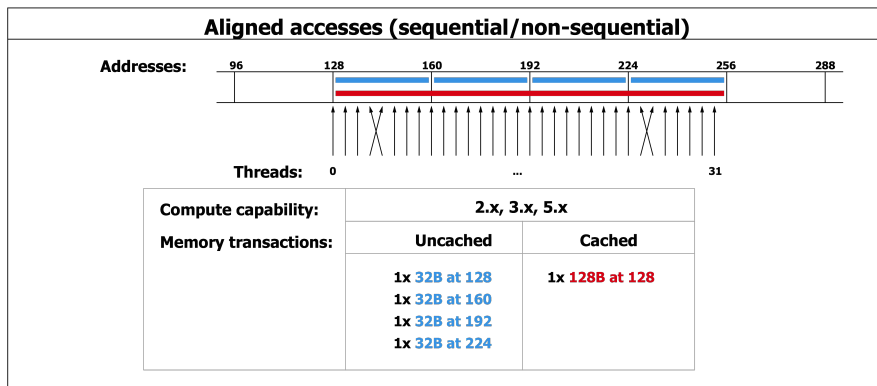 Aligned accesses (sequential/non-sequential)
Addresses: 96 128 160 192 224 256 288
Threads: 0 ... 31
Compute capability: 2.x, 3.x, 5.x
Memory transactions: Uncached Cached
1x 32B at 128 1x 128B at 128
1x 32B at 160
1x 32B at 192
1x 32B at 224